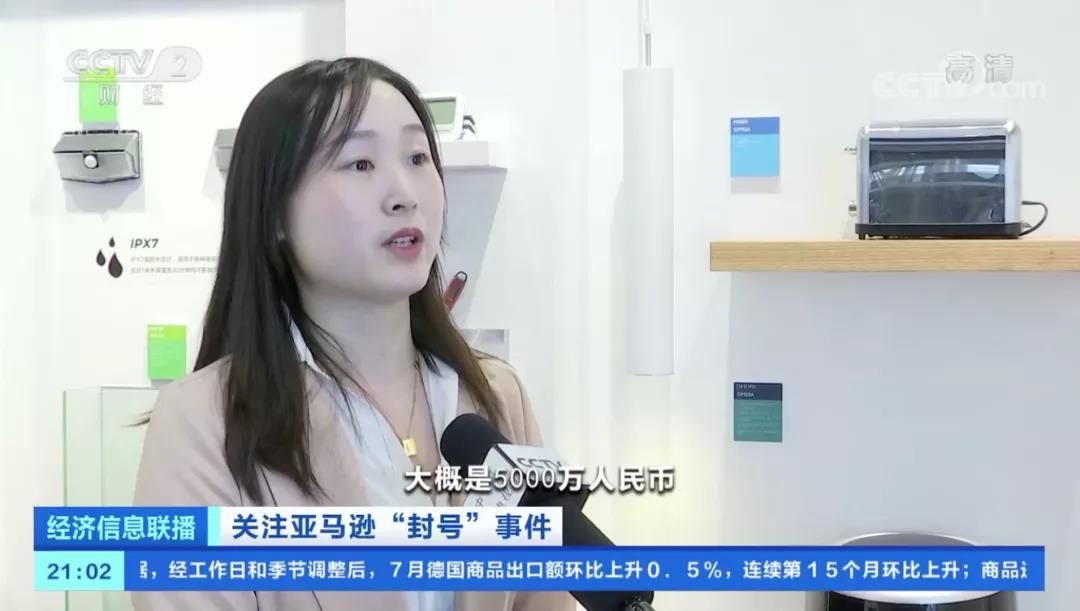 CCTV 2
财经
高清
CCTV.com
IPX7
CCTV
大概是5000万人民币
经济信息联播
关注亚马逊“封号”事件
21:02
，经工作日和季节调整后，7月德国商品出口额环比上升0．5%，连续第15个月环比上升；商品